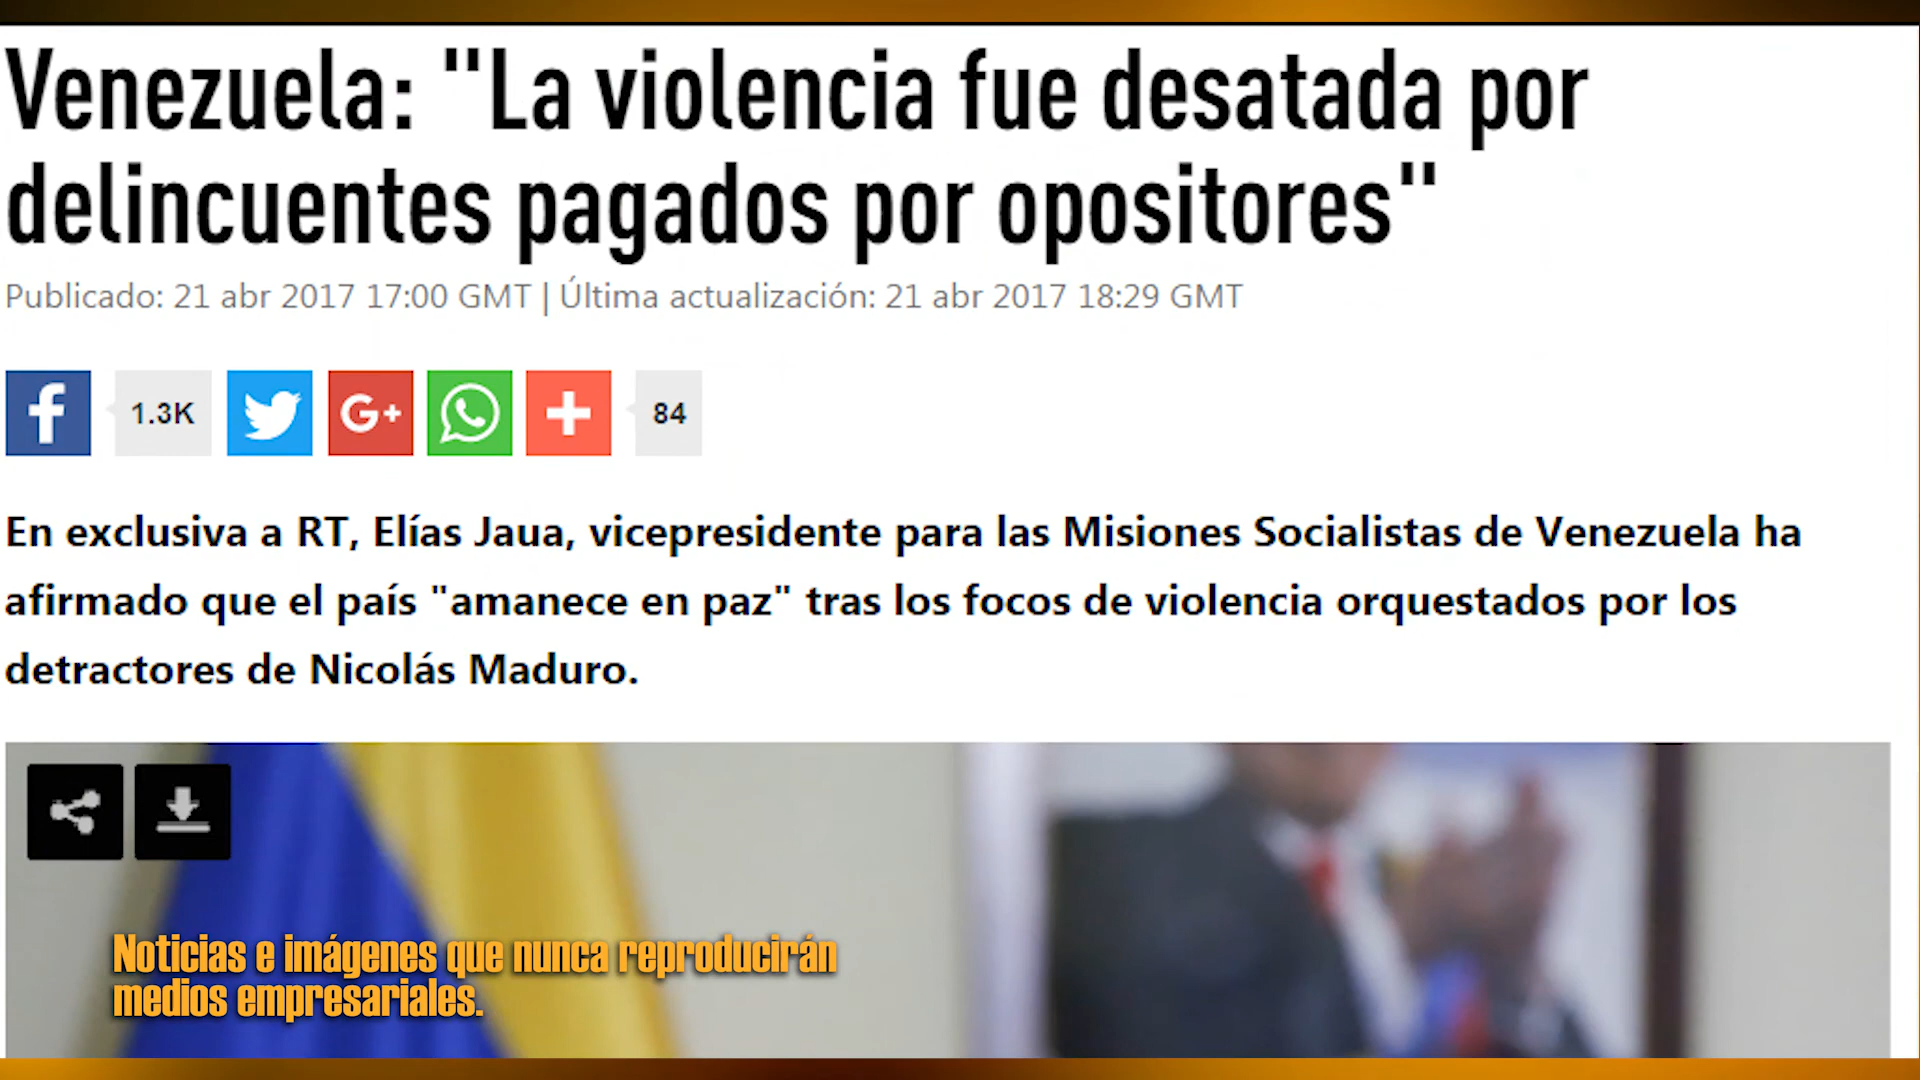 Venezuela: "La violencia fue desatada por
delincuentes pagados por opositores"
Publicado: 21 abr 2017 17:00 GMT | Última actualización: 21 abr 2017 18:29 GMT
f 1.3K G+ 84
En exclusiva a RT, Elías Jaua, vicepresidente para las Misiones Socialistas de Venezuela ha
afirmado que el país "amanece en paz" tras los focos de violencia orquestados por los
detractores de Nicolás Maduro.
Noticias e imágenes que nunca reproducirán
medios empresariales.